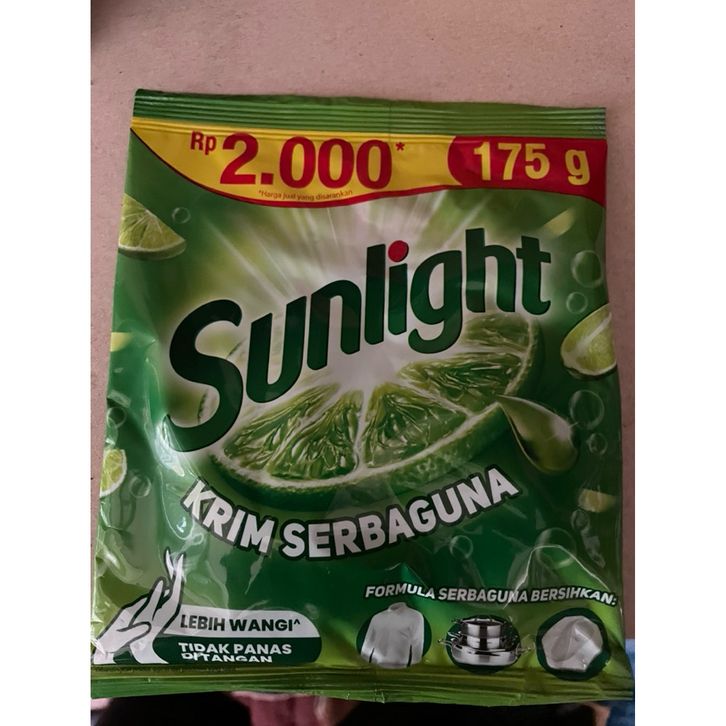 Rp 2.000* 175 g
*Harga jual yang disarankan
Sunlight
KRIM SERBAGUNA
FORMULA SERBAGUNA BERSIHKAN:
LEBIH WANGI^
TIDAK PANAS
DITANGAN